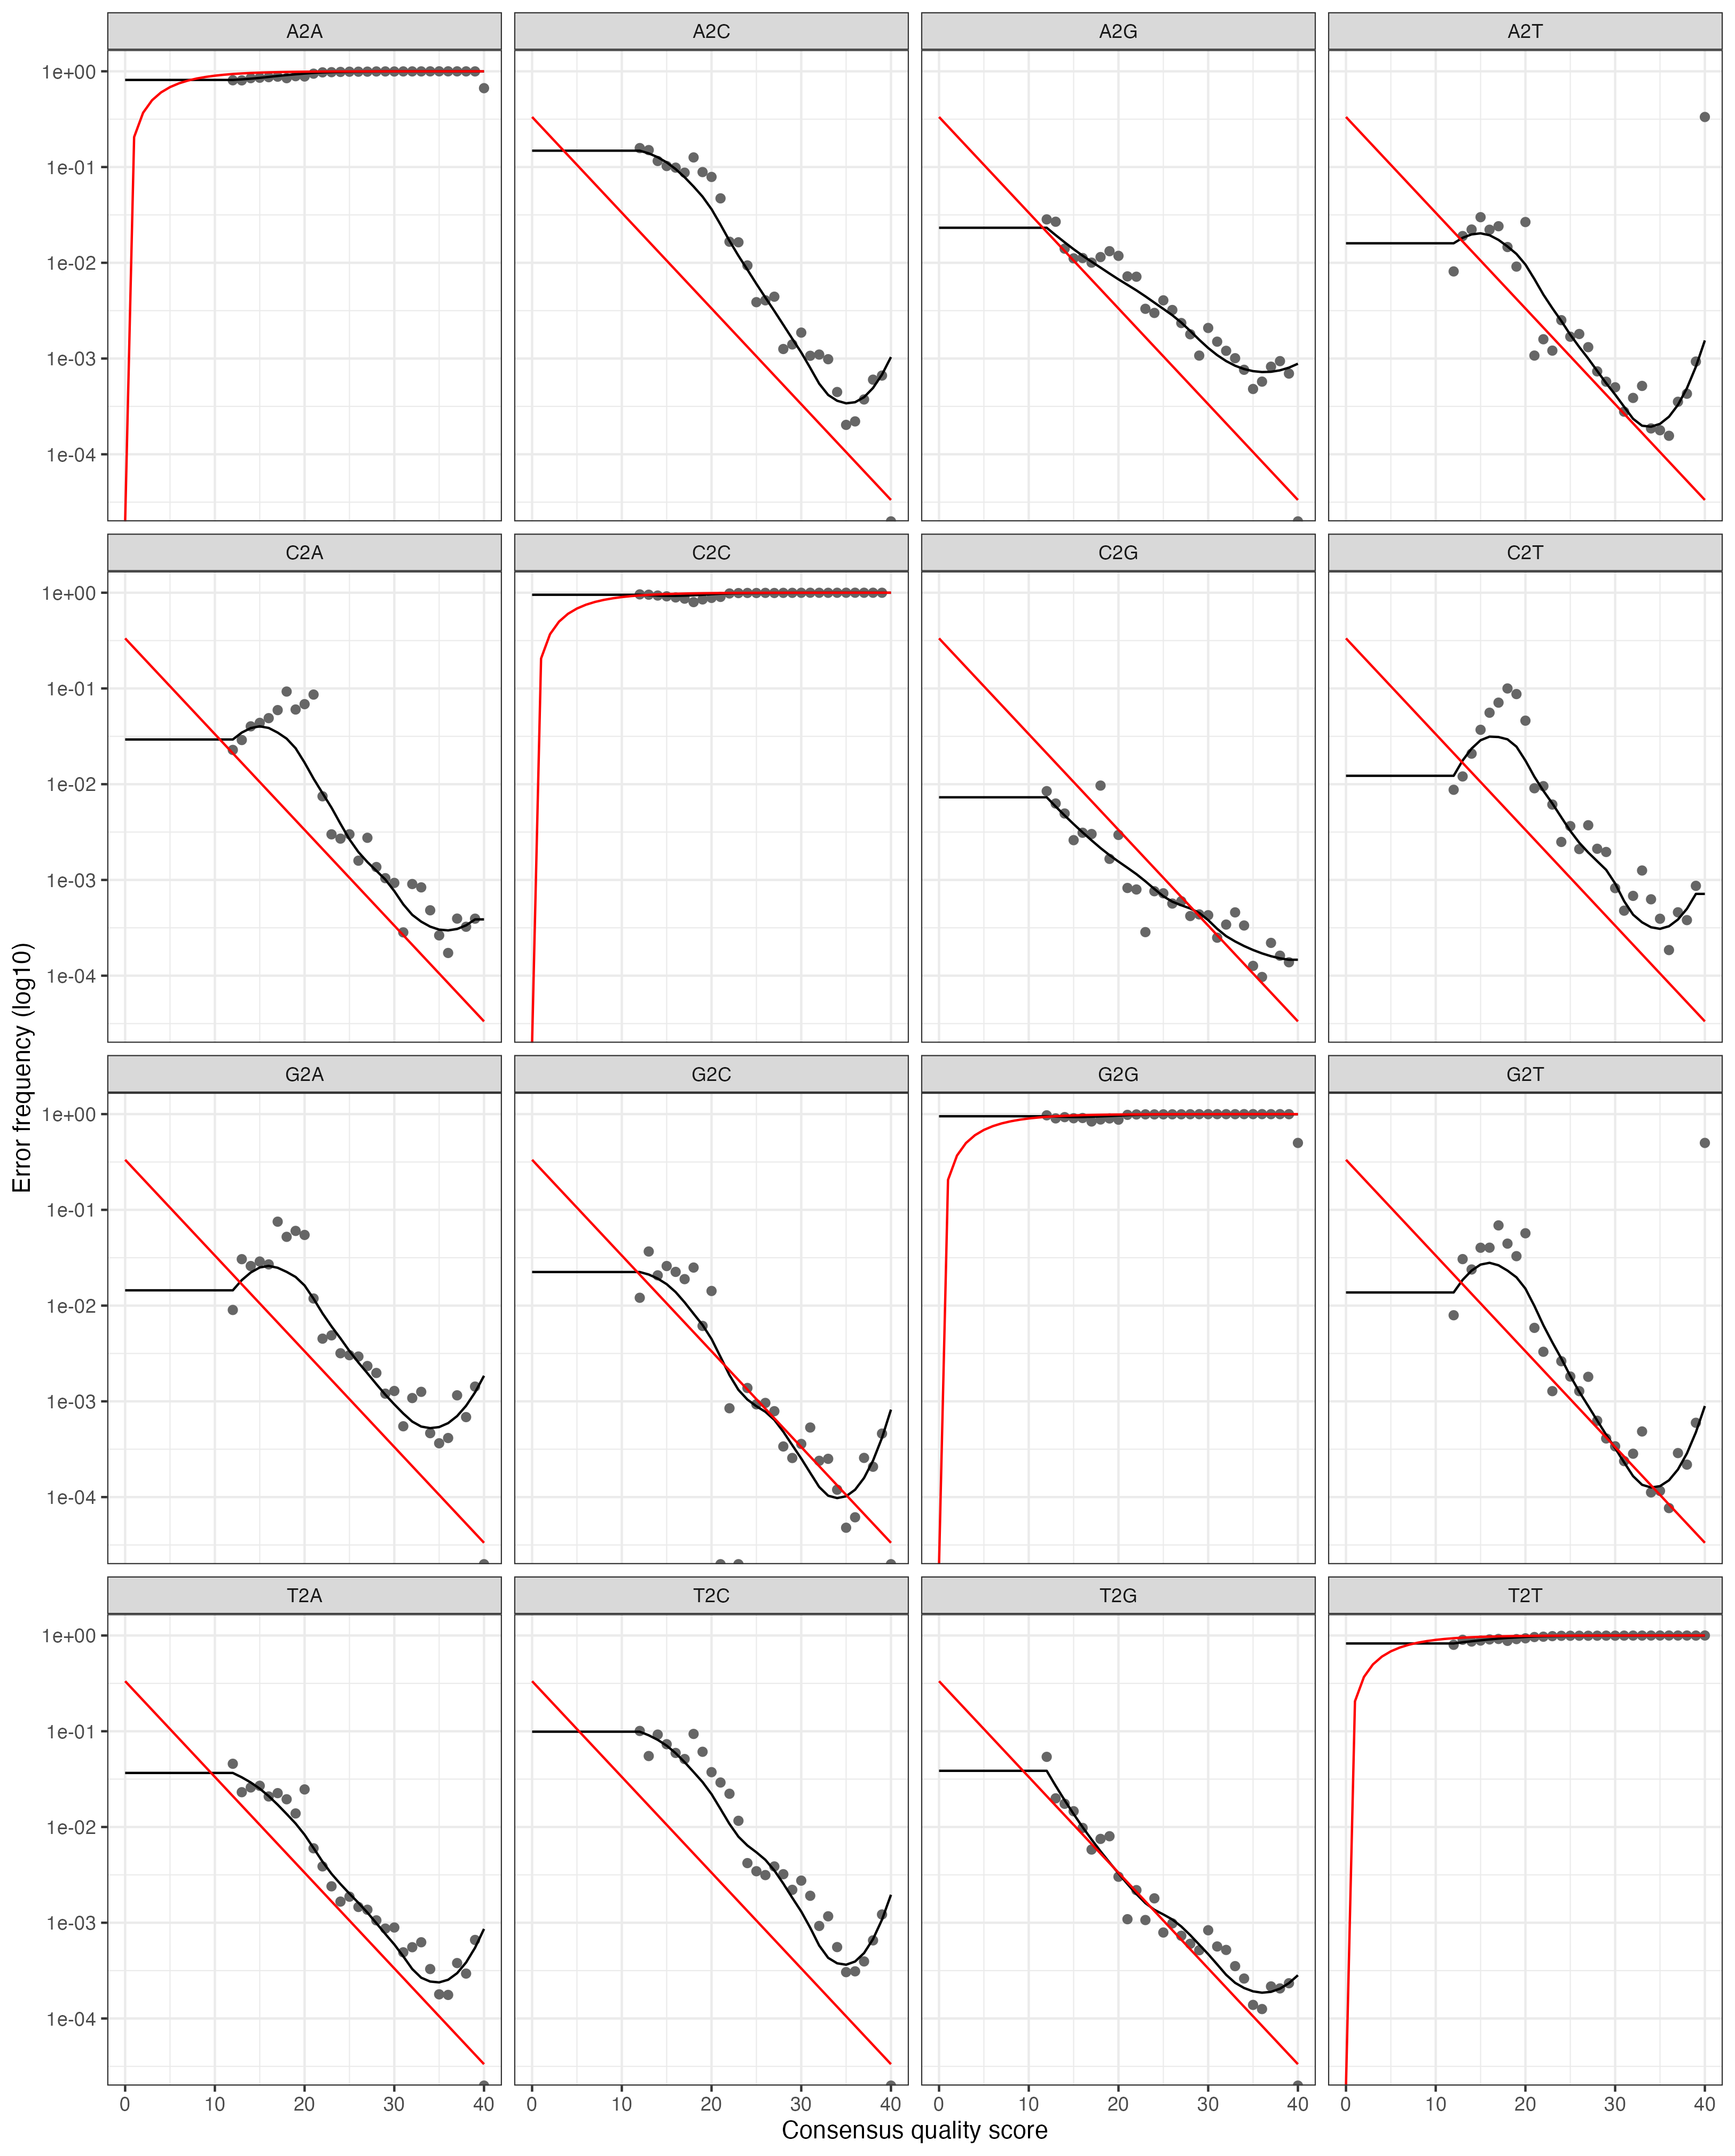 A2A A2C A2G A2T
1e+00
1e-01
1e-02
1e-03
1e-04
C2A C2C C2G C2T
1e+00
1e-01
1e-02
1e-03
1e-04
Error frequency (log10)
G2A G2C G2G G2T
1e+00
1e-01
1e-02
1e-03
1e-04
T2A T2C T2G T2T
1e+00
1e-01
1e-02
1e-03
1e-04
0 10 20 30 40 0 10 20 30 40 0 10 20 30 40 0 10 20 30 40
Consensus quality score